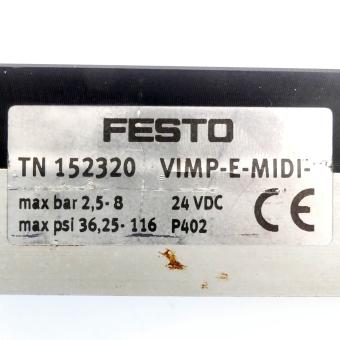 FESTO
TN 152320 VIMP-E-MIDI-
max bar 2,5-8 24 VDC
max psi 36,25-116 P402
CE